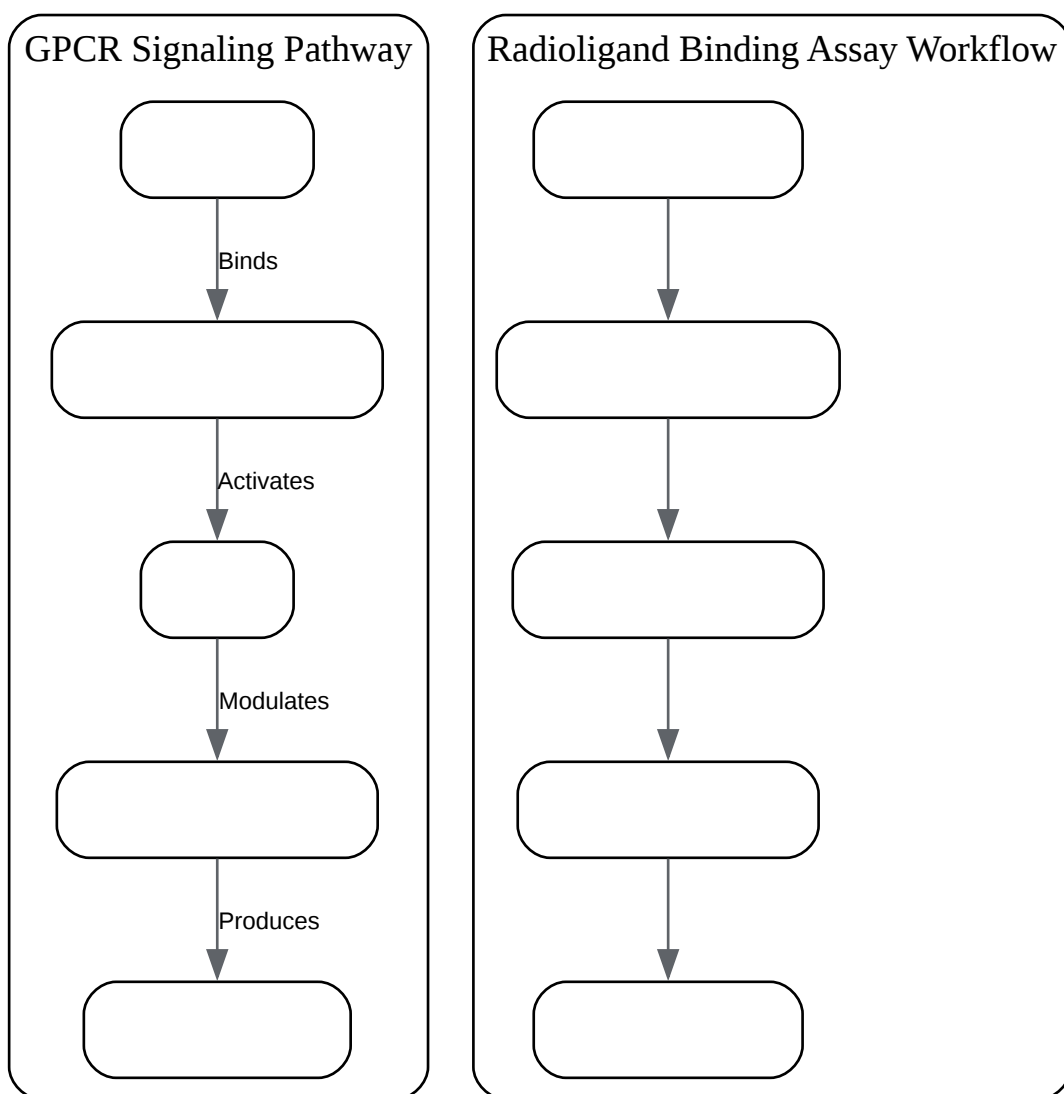 GPCR Signaling Pathway
Binds
Activates
Modulates
Produces
Radioligand Binding Assay Workflow